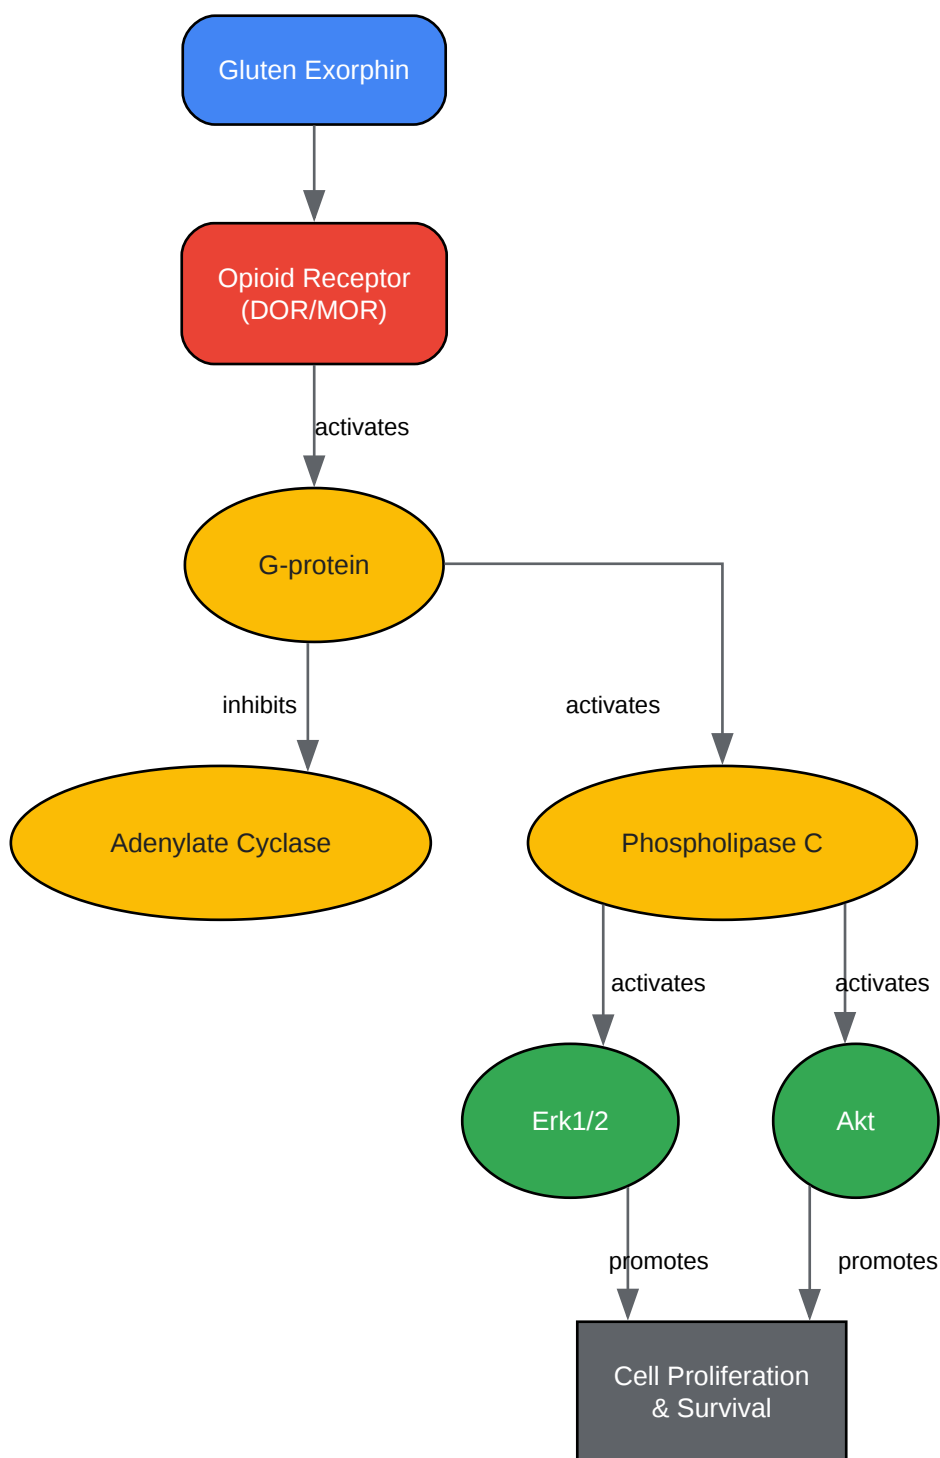 Gluten Exorphin
Opioid Receptor
(DOR/MOR)
activates
G-protein
inhibits
activates
Adenylate Cyclase
Phospholipase C
activates
activates
Erk1/2
Akt
promotes
promotes
Cell Proliferation
& Survival